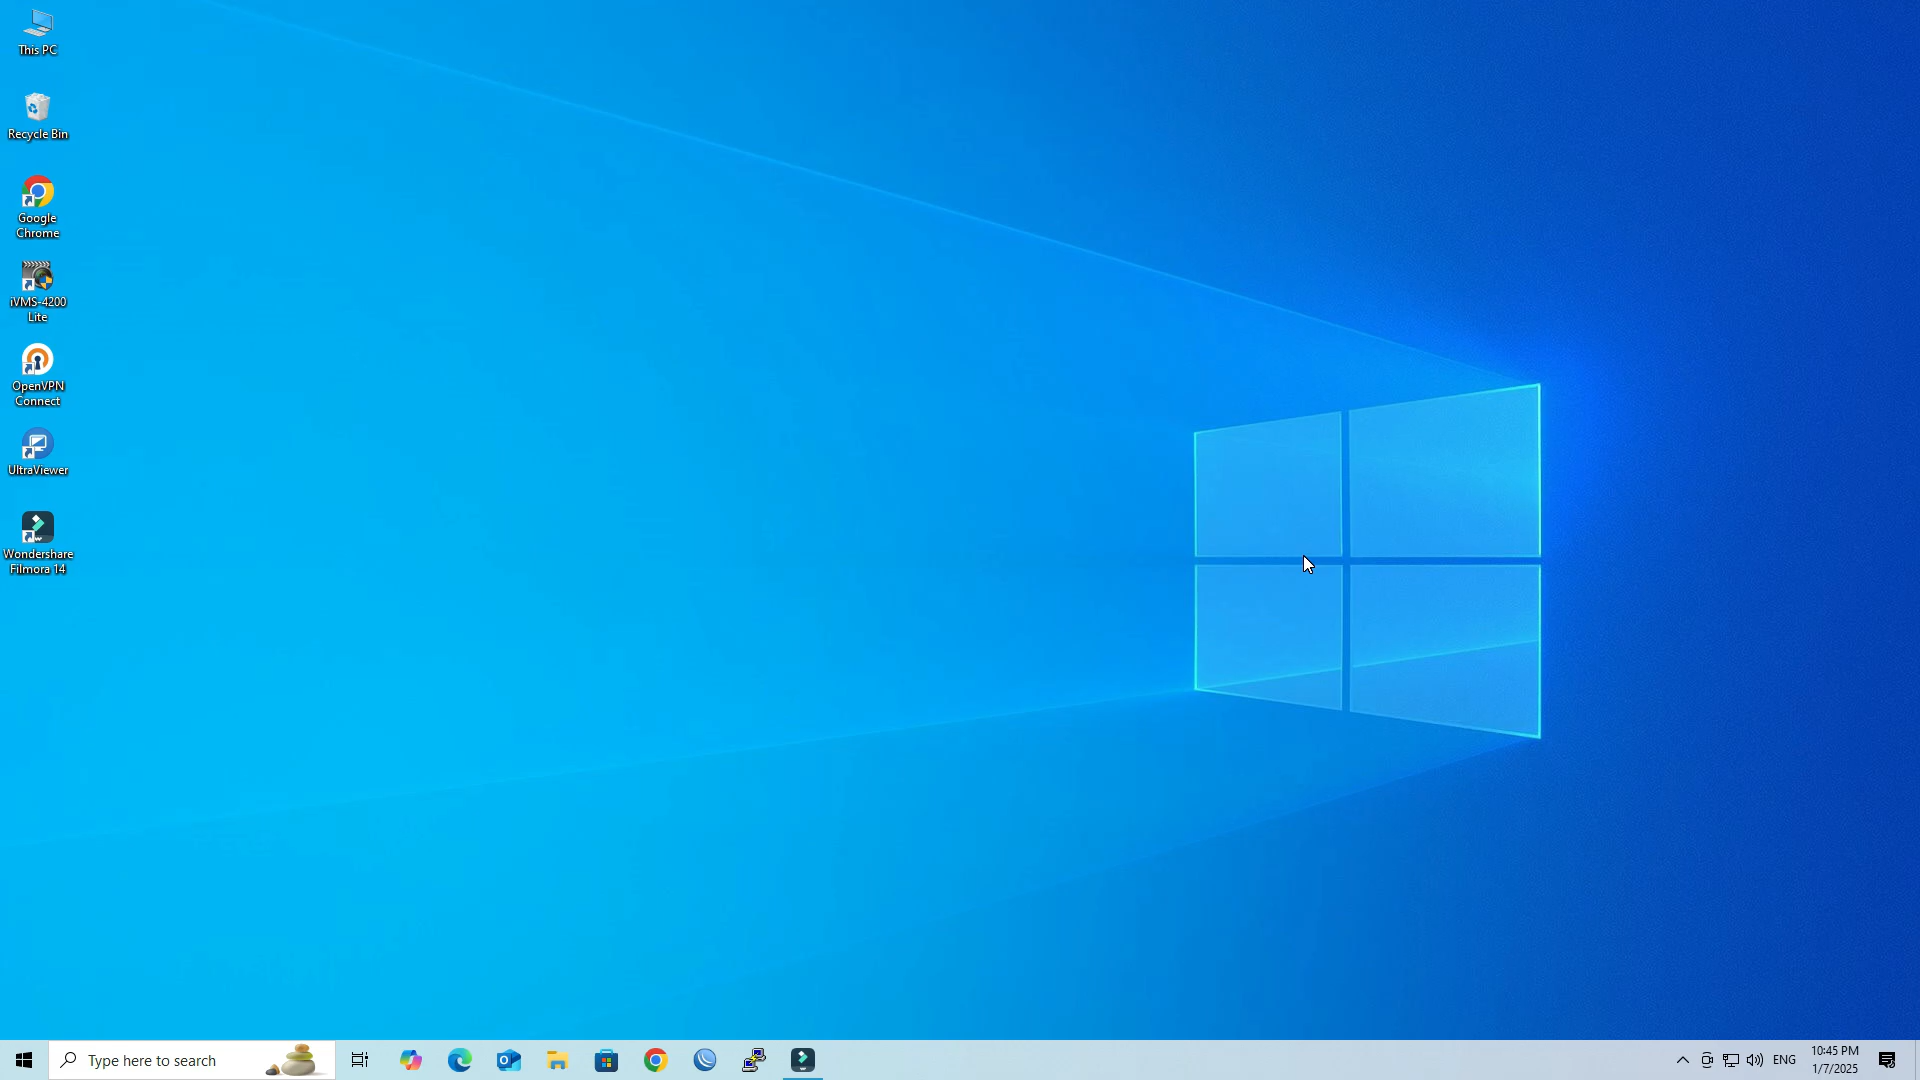 This PC
Recycle Bin
Google
Chrome
iVMS-4200
Lite
OpenVPN
Connect
UltraViewer
Wondershare
Filmora 14
Type here to search
ENG
10:45 PM
1/7/2025